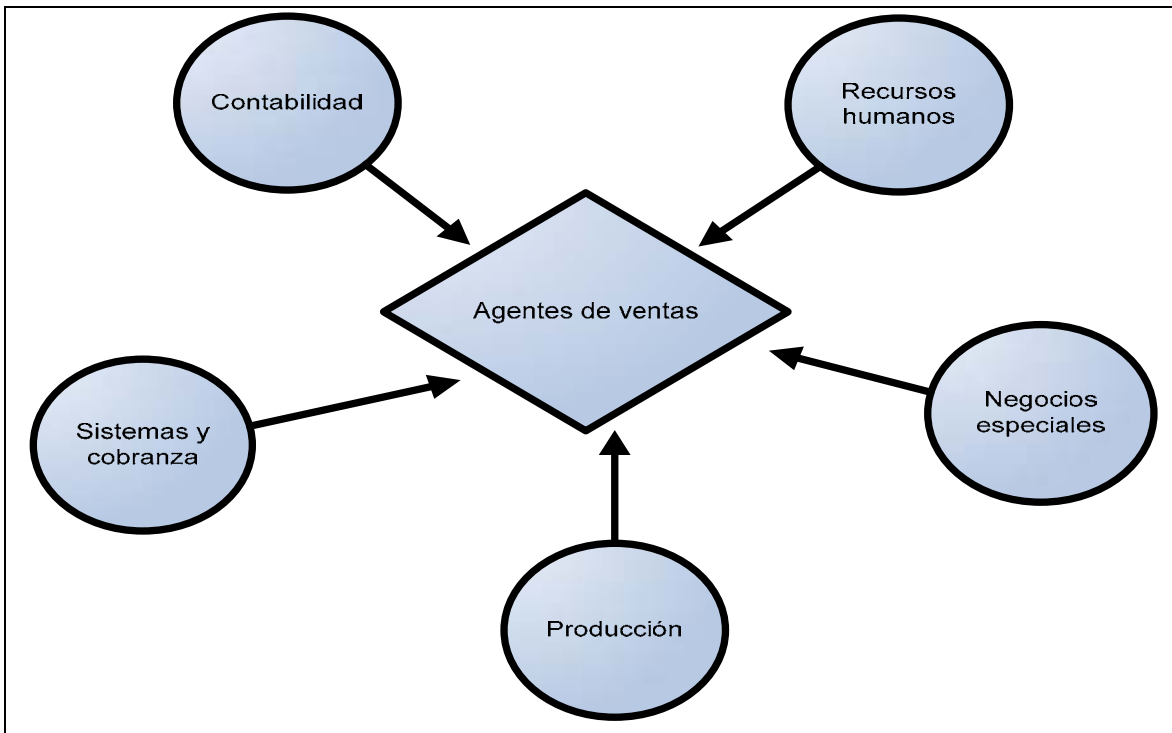 Contabilidad
Recursos
humanos
Agentes de ventas
Sistemas y
cobranza
Negocios
especiales
Producción